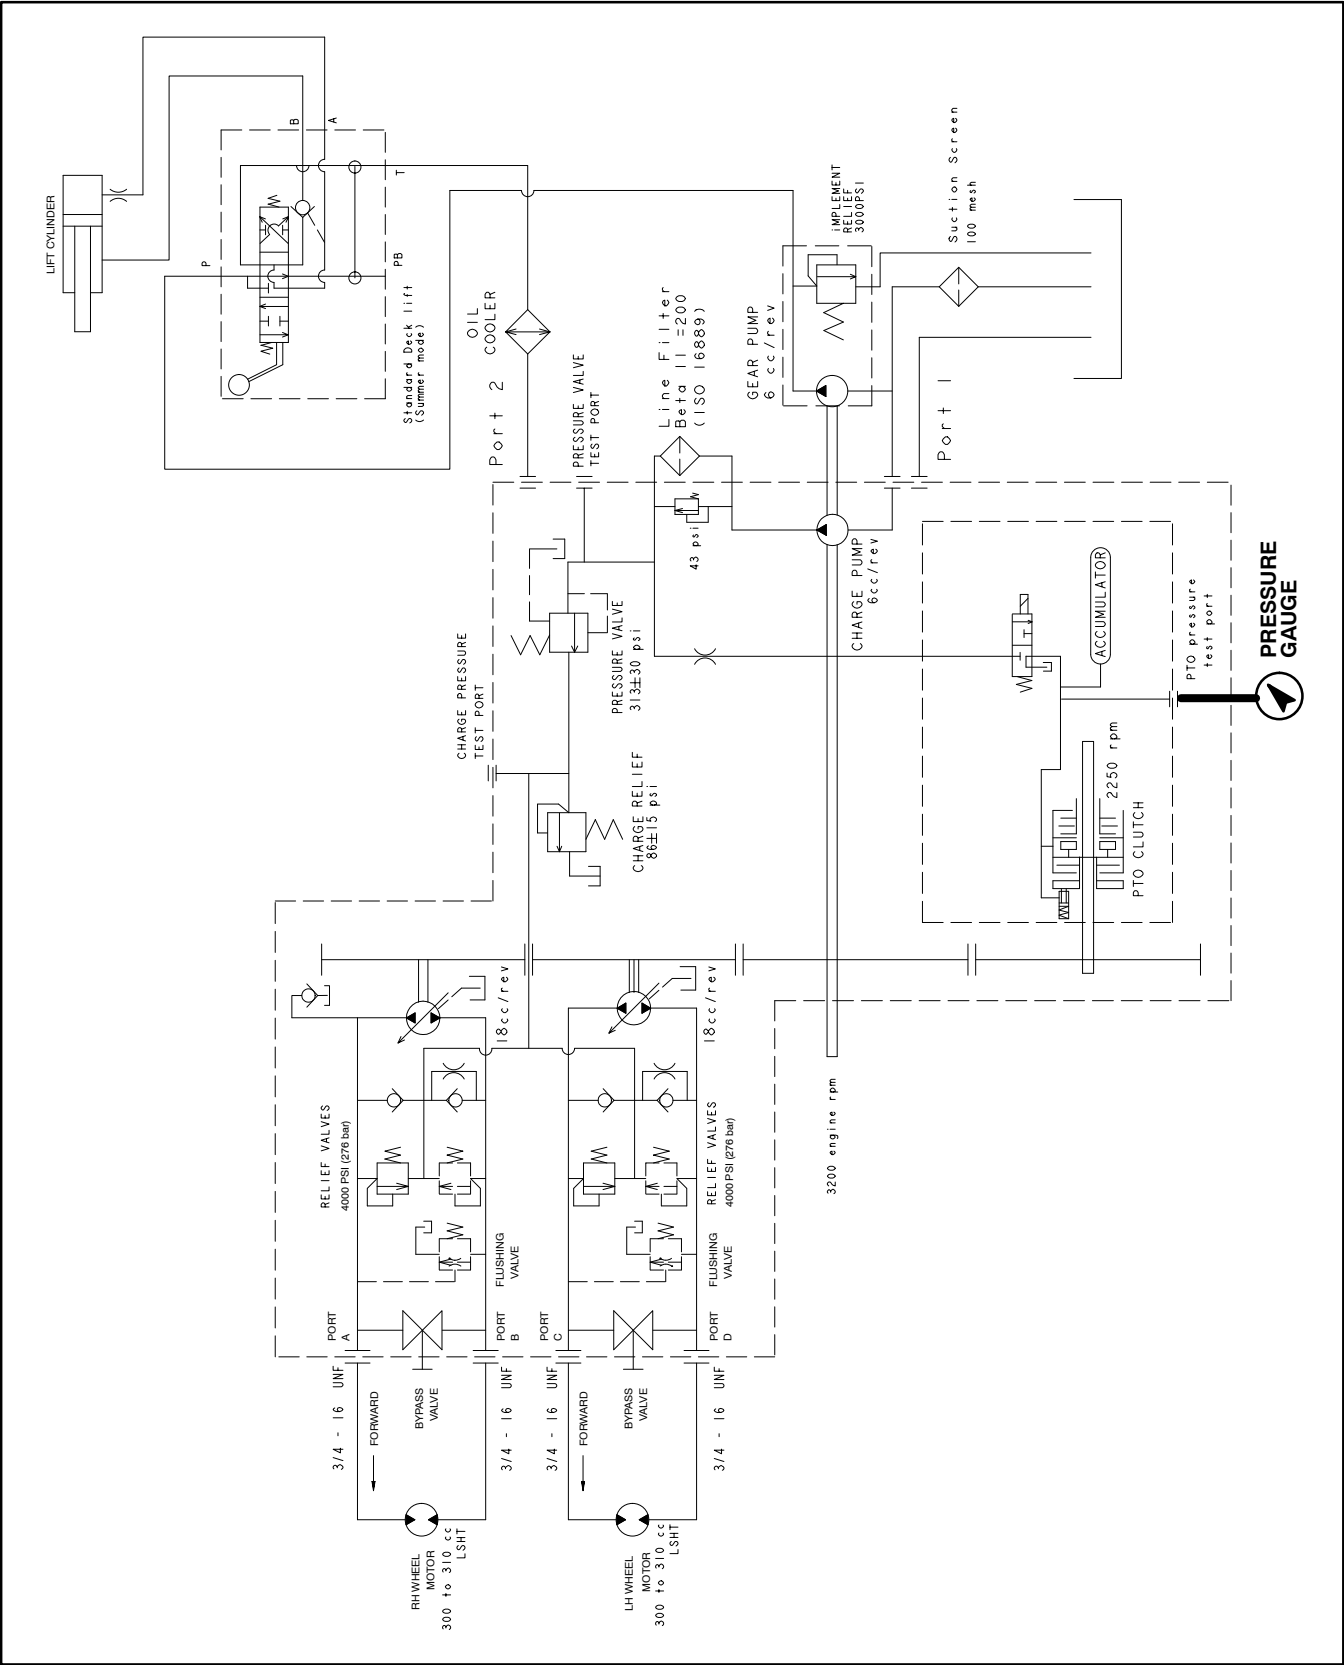 LIFT CYLINDER
B
A
P
T
PB
Standard Deck lift
(Summer mode)
OIL
COOLER
Port 2
PRESSURE VALVE
TEST PORT
Line Filter
Beta 11 =200
(ISO 16889)
43 psi
GEAR PUMP
6 cc/rev
iMPLEMENT
RELIEF
3000PSI
Suction Screen
100 mesh
Port 1
CHARGE PUMP
6cc/rev
CHARGE PRESSURE
TEST PORT
PRESSURE VALVE
313±30 psi
CHARGE RELIEF
86±15 psi
ACCUMULATOR
PTO pressure
test port
PRESSURE
GAUGE
2250 rpm
PTO CLUTCH
18cc/rev
18cc/rev
3200 engine rpm
RELIEF VALVES
4000 PSI (276 bar)
RELIEF VALVES
4000 PSI (276 bar)
FLUSHING
VALVE
FLUSHING
VALVE
PORT
A
PORT
B
PORT
C
PORT
D
3/4 - 16 UNF
3/4 - 16 UNF
3/4 - 16 UNF
3/4 - 16 UNF
FORWARD
BYPASS
VALVE
FORWARD
BYPASS
VALVE
RH WHEEL
MOTOR
300 to 310 cc
LSHT
LH WHEEL
MOTOR
300 to 310 cc
LSHT